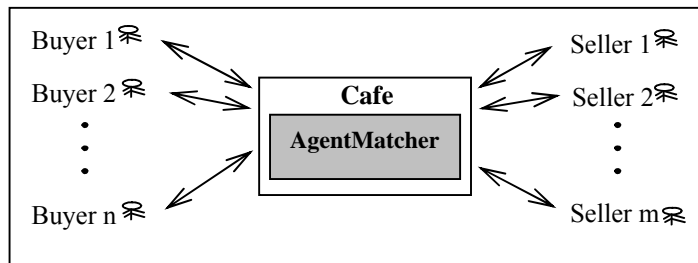 Buyer 1
Seller 1
Buyer 2
Cafe
Seller 2
AgentMatcher
Buyer n
Seller m